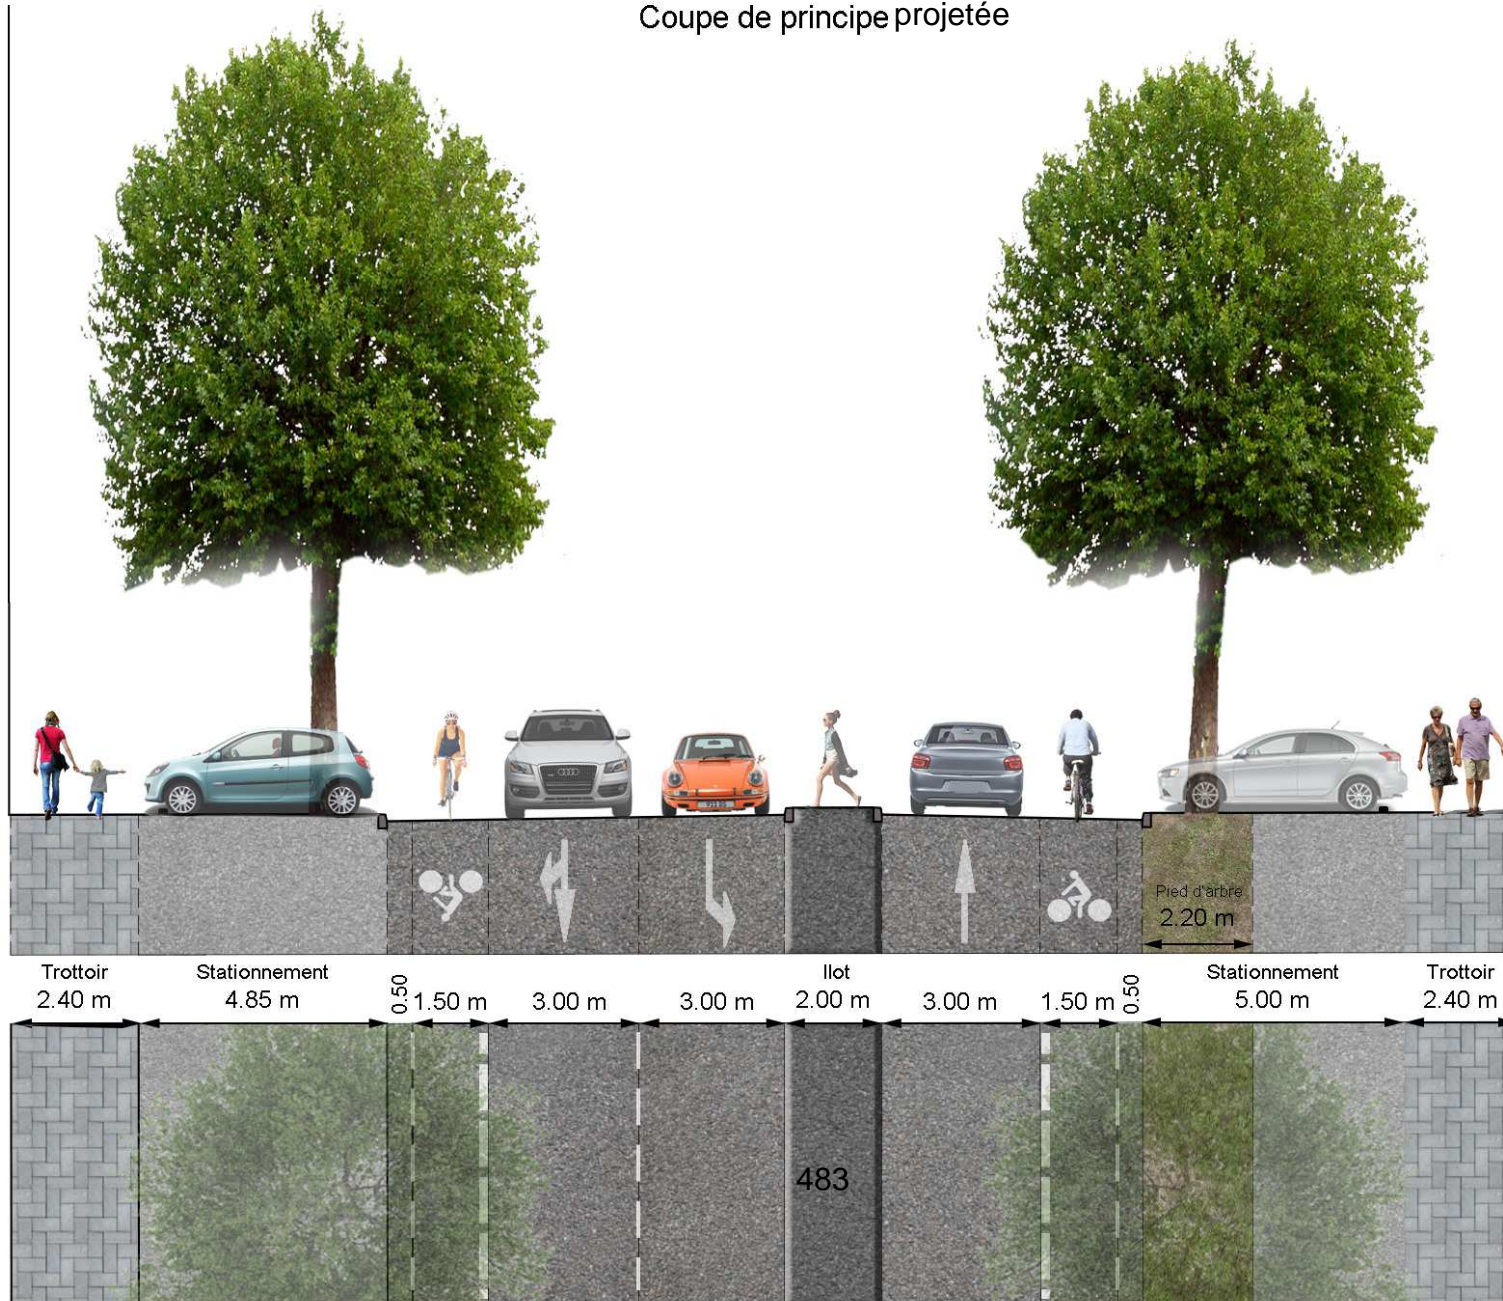 Coupe de principe projetée
Pied d'arbre
2.20 m
Trottoir
2.40 m
Stationnement
4.85 m
0.50
1.50 m
3.00 m
3.00 m
Ilot
2.00 m
3.00 m
1.50 m
0.50
Stationnement
5.00 m
Trottoir
2.40 m
483